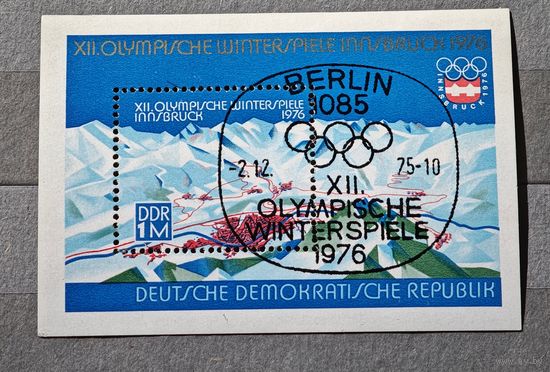 XII. OLYMPISCHE WINTERSPIELE INNSBRUCK 1976
INNSBRUCK 1976
XII. OLYMPISCHE WINTERSPIELE
INNSBRUCK 1976
DDR
1M
BERLIN
1085
-2.12. 75-10
XII.
OLYMPISCHE
WINTERSPIELE
1976
DEUTSCHE DEMOKRATISCHE REPUBLIK